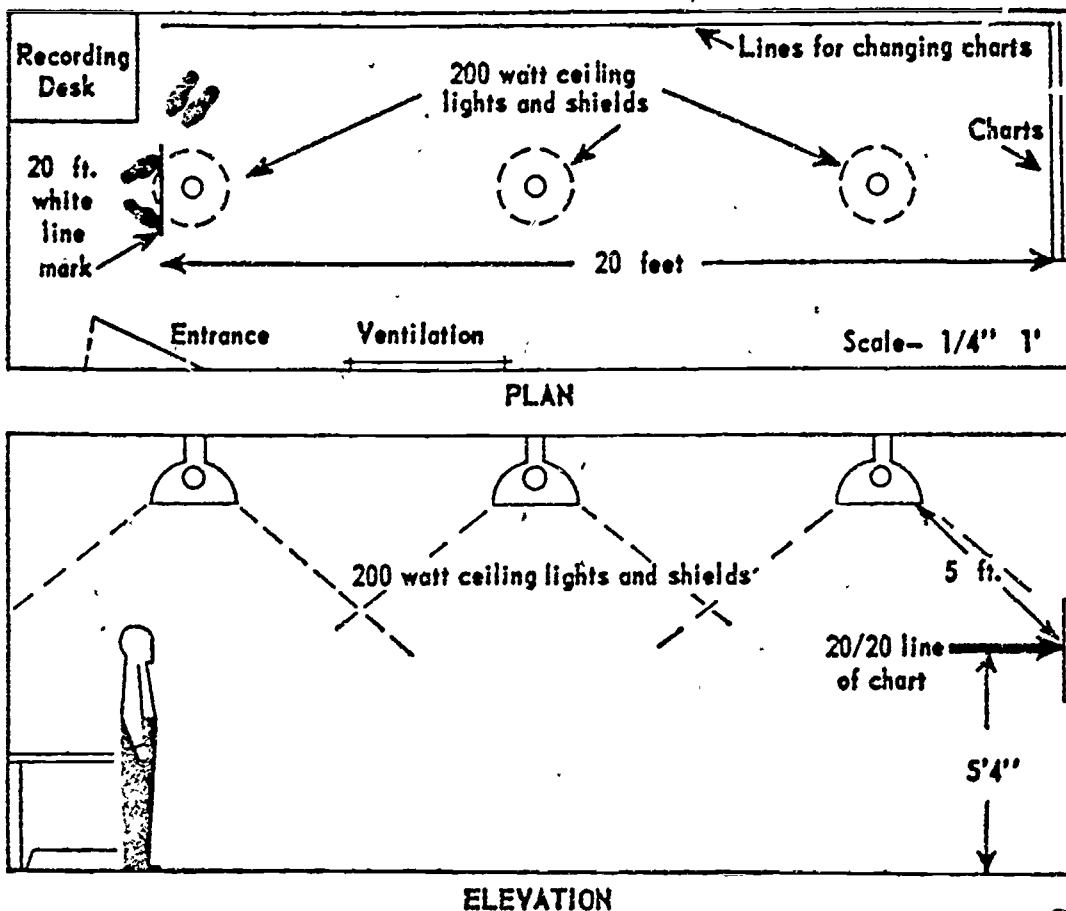 Recording
Desk
200 watt ceiling
lights and shields
Lines for changing charts
Charts
20 ft.
white
line
mark
20 feet
Entrance
Ventilation
Scale– 1/4" 1'
PLAN
200 watt ceiling lights and shields
5 ft.
20/20 line
of chart
5'4"
ELEVATION